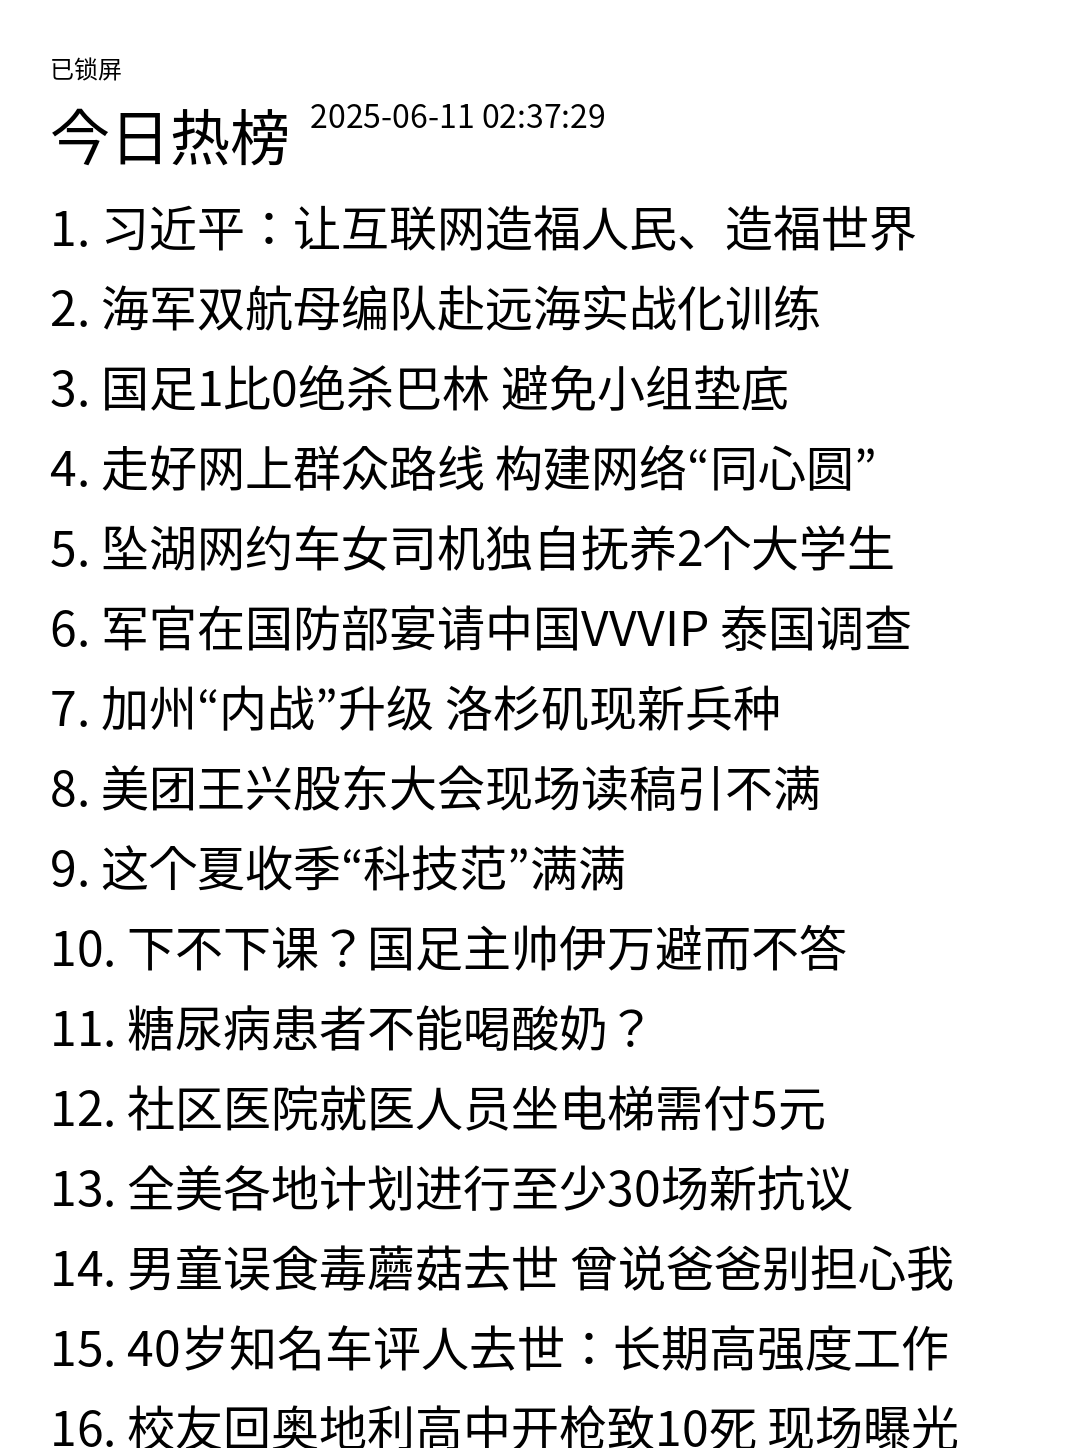 已锁屏
今日热榜 2025-06-11 02:37:29
1. 习近平：让互联网造福人民、造福世界
2. 海军双航母编队赴远海实战化训练
3. 国足1比0绝杀巴林 避免小组垫底
4. 走好网上群众路线 构建网络“同心圆”
5. 坠湖网约车女司机独自抚养2个大学生
6. 军官在国防部宴请中国VVVIP 泰国调查
7. 加州“内战”升级 洛杉矶现新兵种
8. 美团王兴股东大会现场读稿引不满
9. 这个夏收季“科技范”满满
10. 下不下课？国足主帅伊万避而不答
11. 糖尿病患者不能喝酸奶？
12. 社区医院就医人员坐电梯需付5元
13. 全美各地计划进行至少30场新抗议
14. 男童误食毒蘑菇去世 曾说爸爸别担心我
15. 40岁知名车评人去世：长期高强度工作
16. 校友回奥地利高中开枪致10死 现场曝光